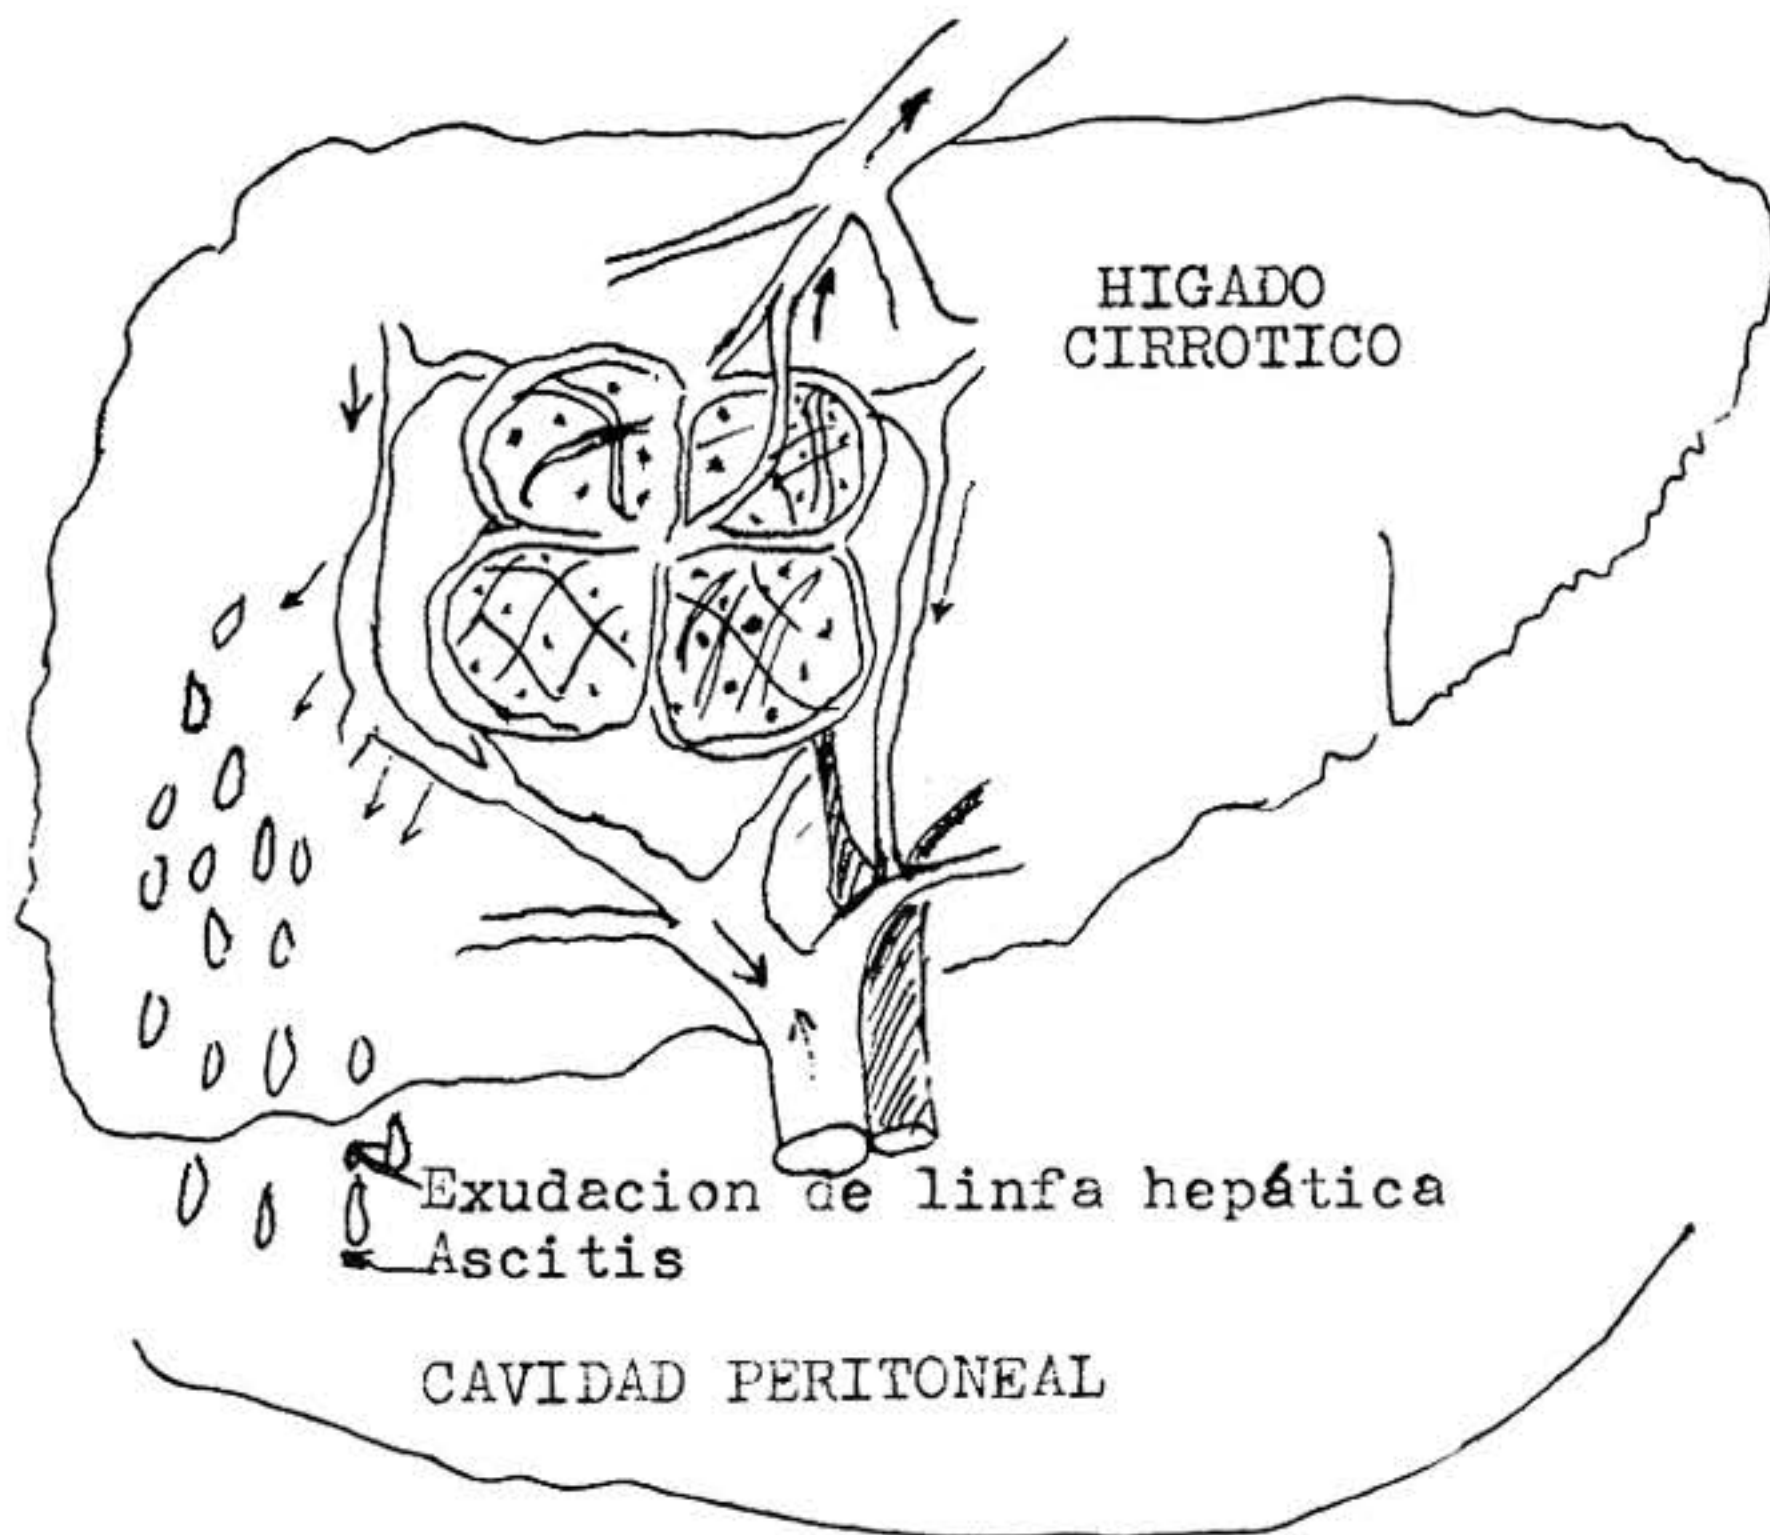 HIGADO
CIRROTICO
Exudacion de linfa hepática
Ascitis
CAVIDAD PERITONEAL